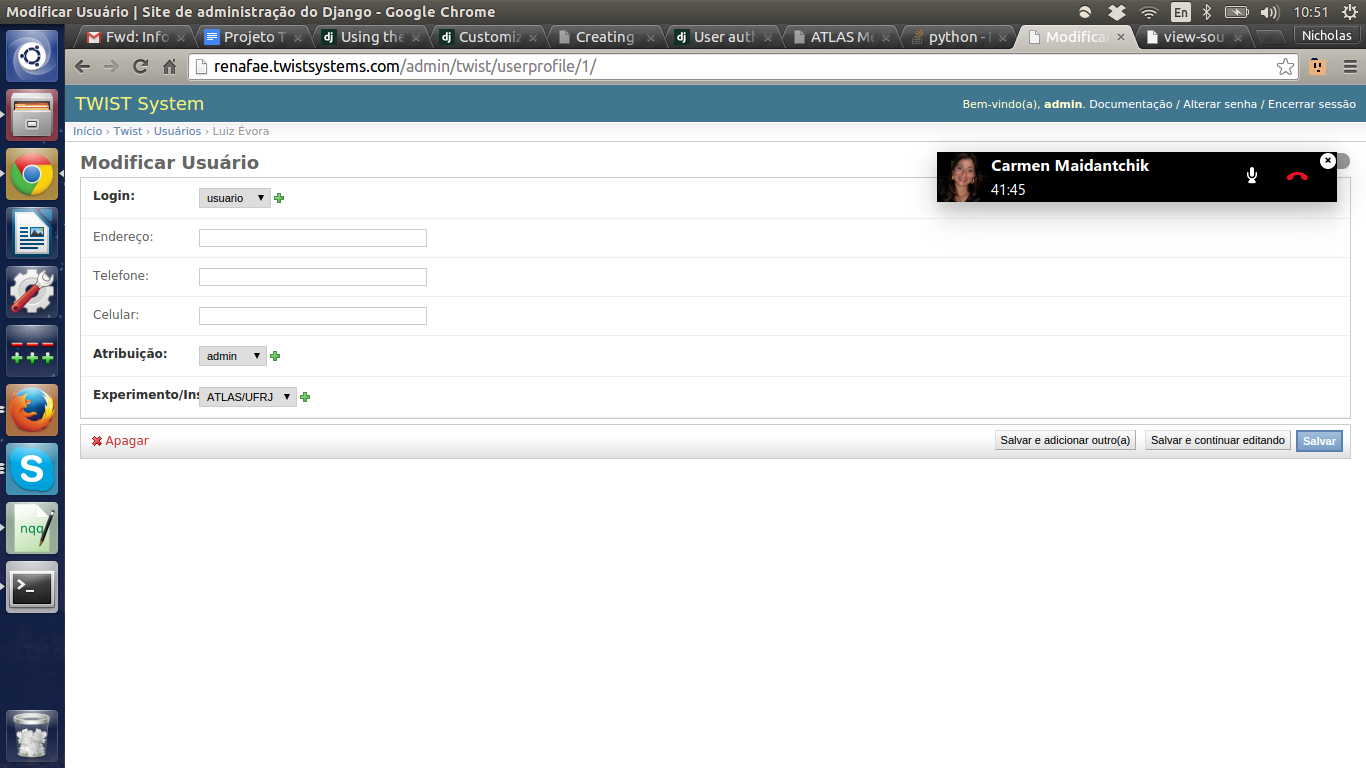 Modificar Usuário | Site de administração do Django - Google Chrome
En
10:51
Fwd: Info
Projeto T
Using the
Customiz
Creating
User aut
ATLAS Me
python -
Modifica
view-sou
Nicholas
renafae.twistsystems.com/admin/twist/userprofile/1/
TWIST System
Bem-vindo(a), admin. Documentação / Alterar senha / Encerrar sessão
Início › Twist › Usuários › Luiz Évora
Modificar Usuário
Carmen Maidantchik
41:45
Login:
usuario
Endereço:
Telefone:
Celular:
Atribuição:
admin
Experimento/Ins
ATLAS/UFRJ
Apagar
Salvar e adicionar outro(a)
Salvar e continuar editando
Salvar
nqq